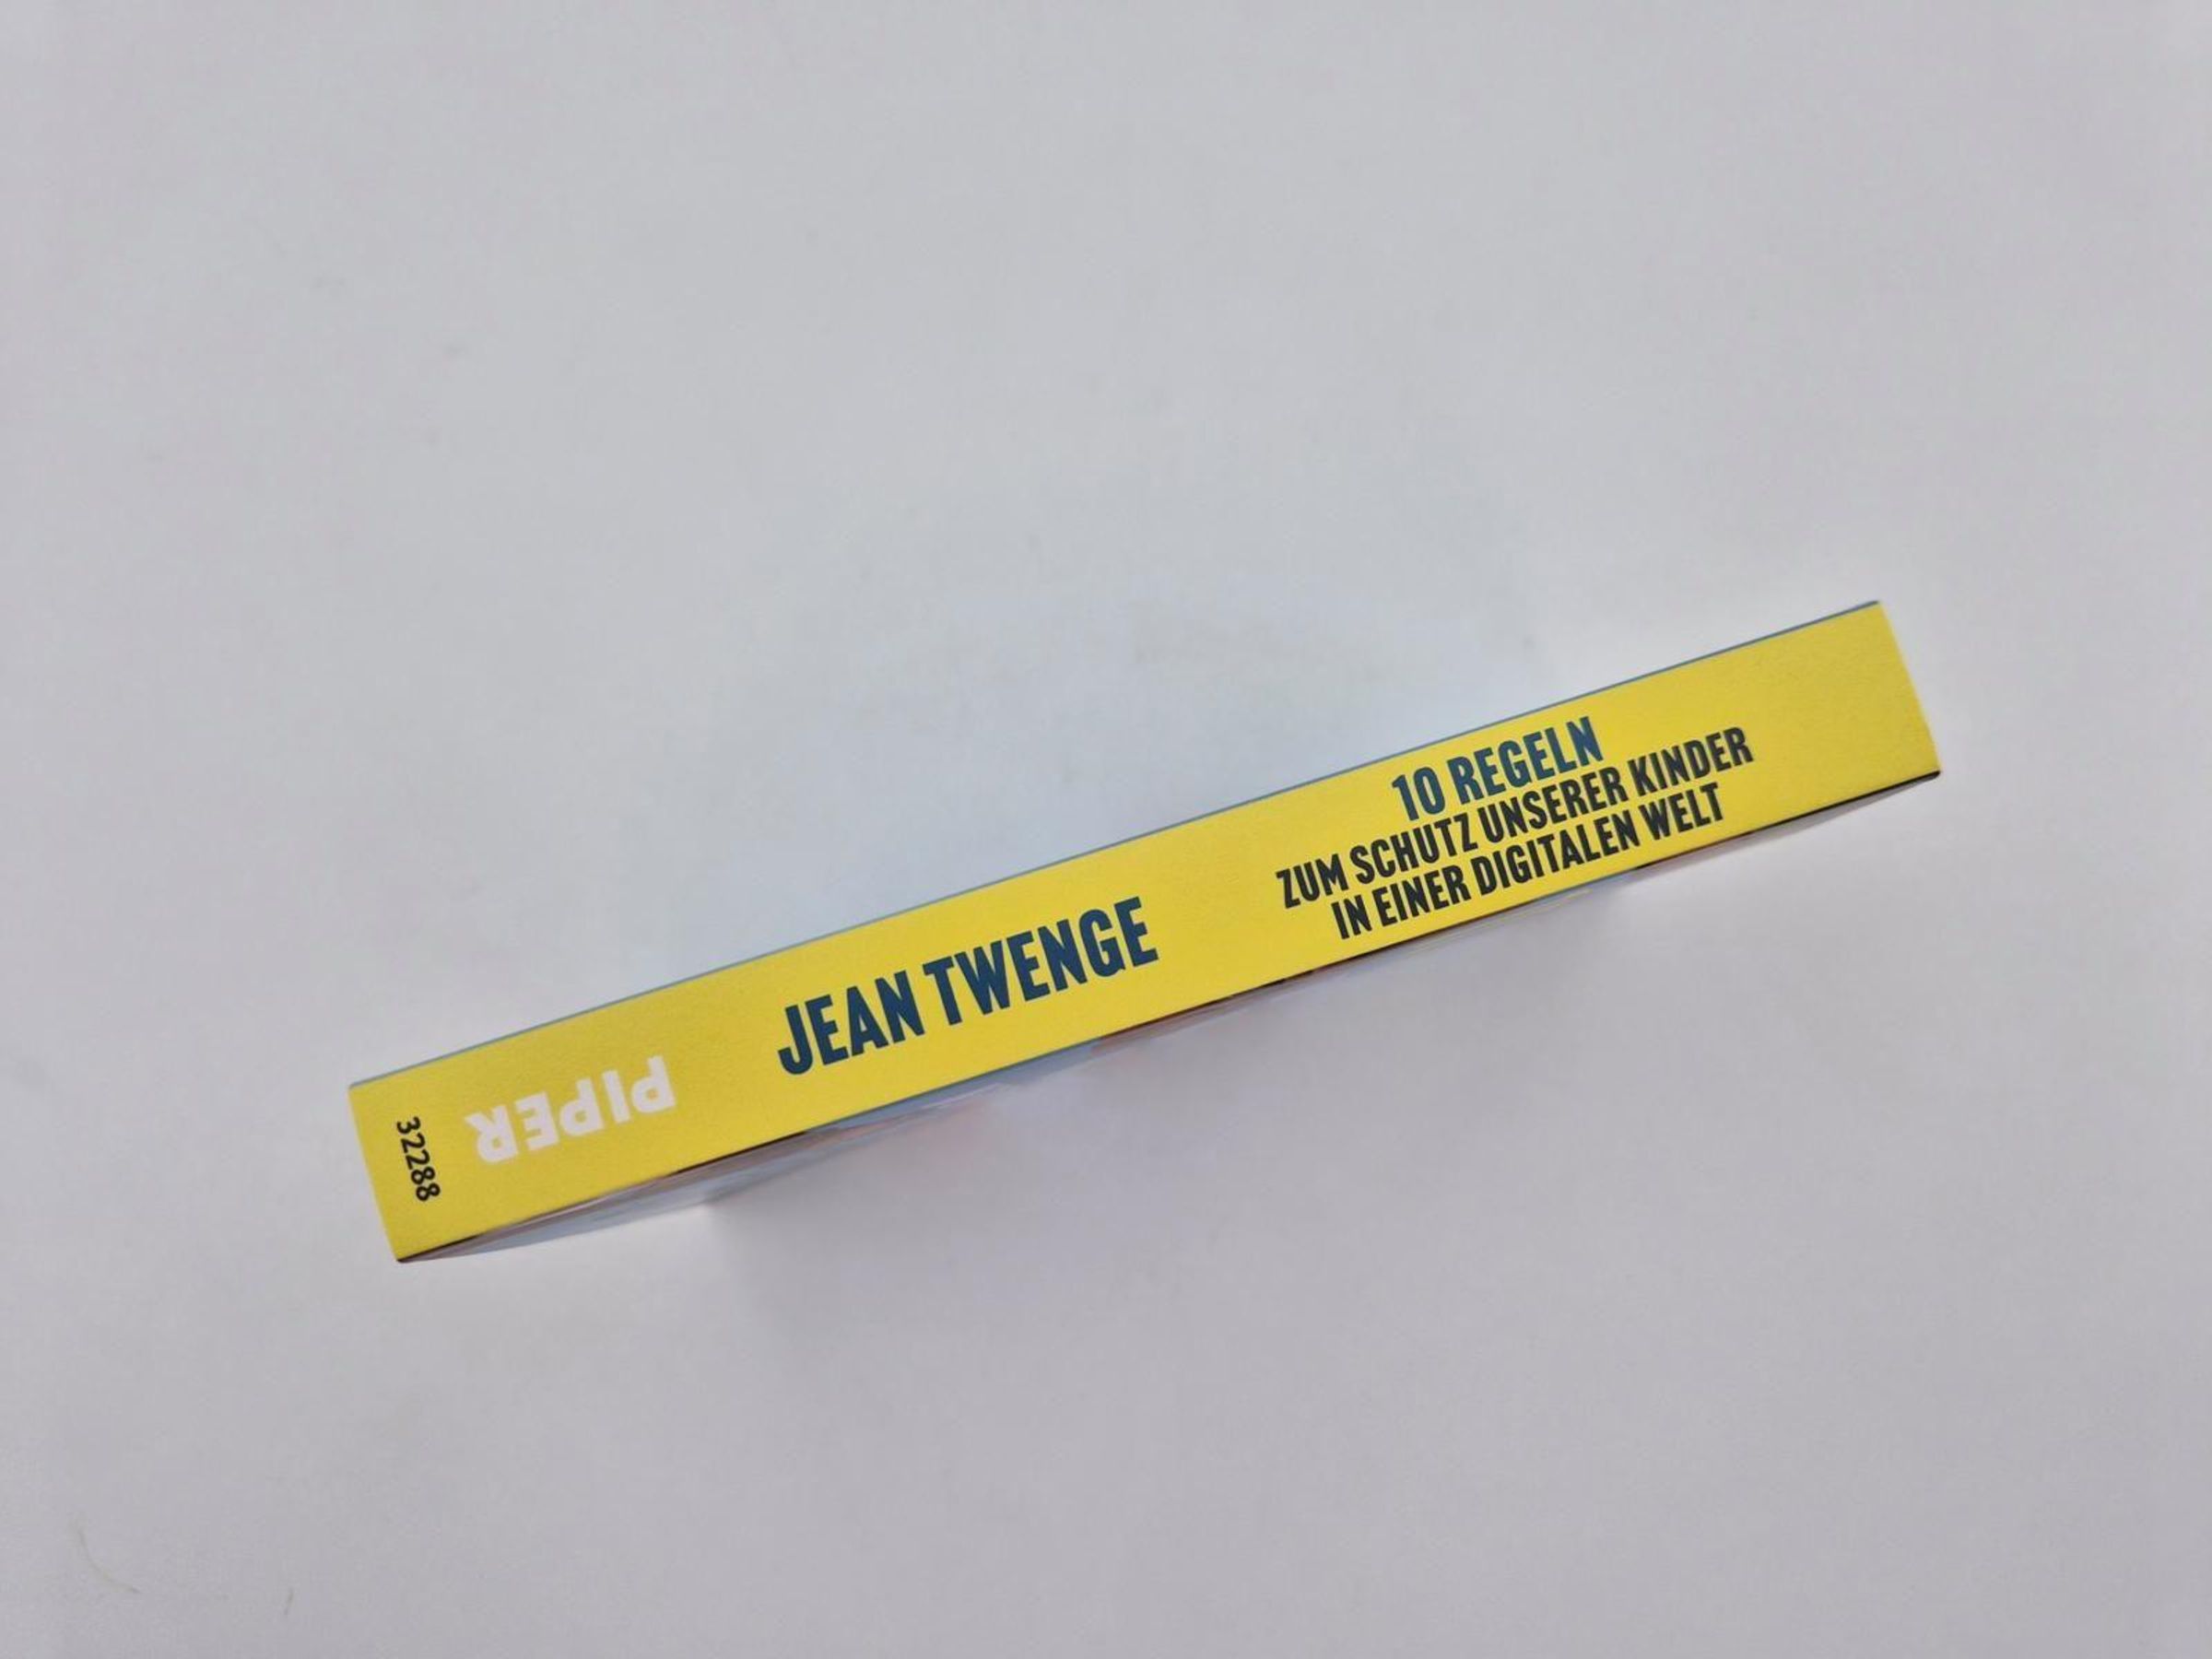 10 REGELN
ZUM SCHUTZ UNSERER KINDER
IN EINER DIGITALEN WELT
JEAN TWENGE
PIPER
32288